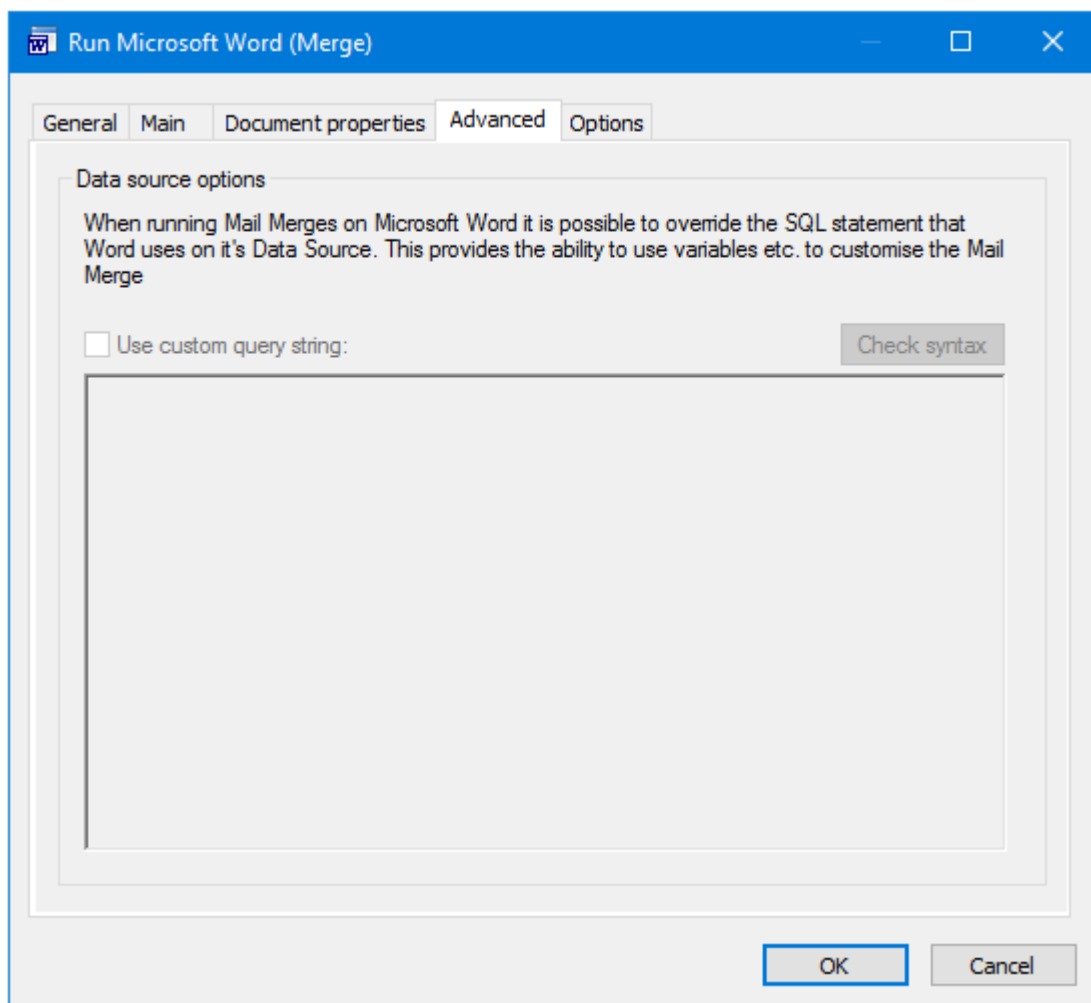 Run Microsoft Word (Merge)
General Main Document properties Advanced Options
Data source options
When running Mail Merges on Microsoft Word it is possible to override the SQL statement that
Word uses on it's Data Source. This provides the ability to use variables etc. to customise the Mail
Merge
Use custom query string: Check syntax
OK Cancel